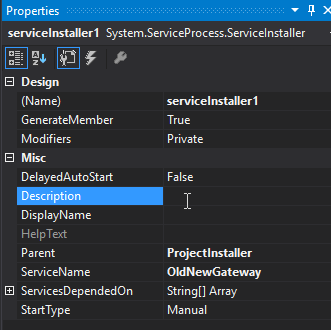 Properties
serviceInstaller1 System.ServiceProcess.ServiceInstaller
Design
(Name) serviceInstaller1
GenerateMember True
Modifiers Private
Misc
DelayedAutoStart False
Description
DisplayName
HelpText
Parent ProjectInstaller
ServiceName OldNewGateway
ServicesDependedOn String[] Array
StartType Manual